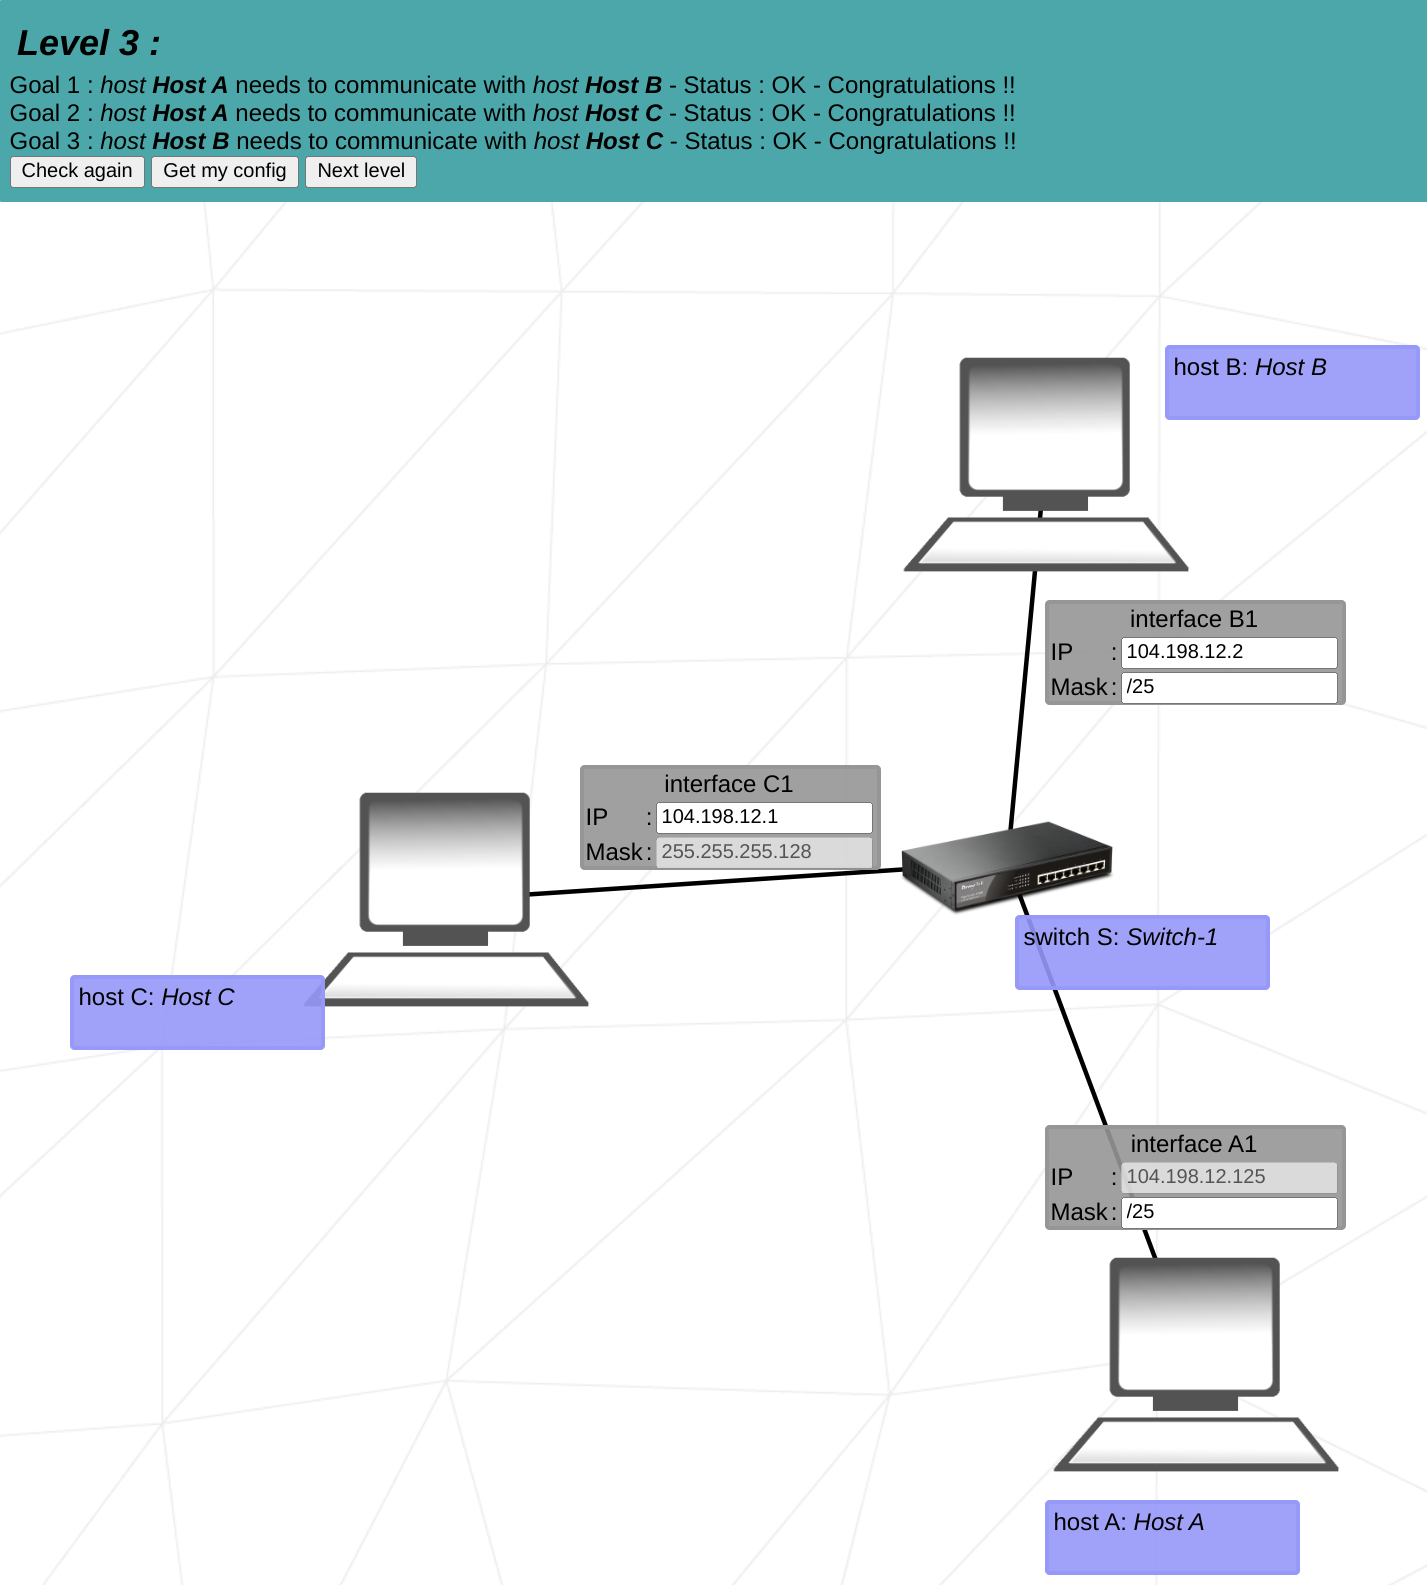 Level 3 :
Goal 1 : host Host A needs to communicate with host Host B - Status : OK - Congratulations !!
Goal 2 : host Host A needs to communicate with host Host C - Status : OK - Congratulations !!
Goal 3 : host Host B needs to communicate with host Host C - Status : OK - Congratulations !!
Check again Get my config Next level
host B: Host B
interface B1
IP : 104.198.12.2
Mask : /25
interface C1
IP : 104.198.12.1
Mask : 255.255.255.128
switch S: Switch-1
host C: Host C
interface A1
IP : 104.198.12.125
Mask : /25
host A: Host A